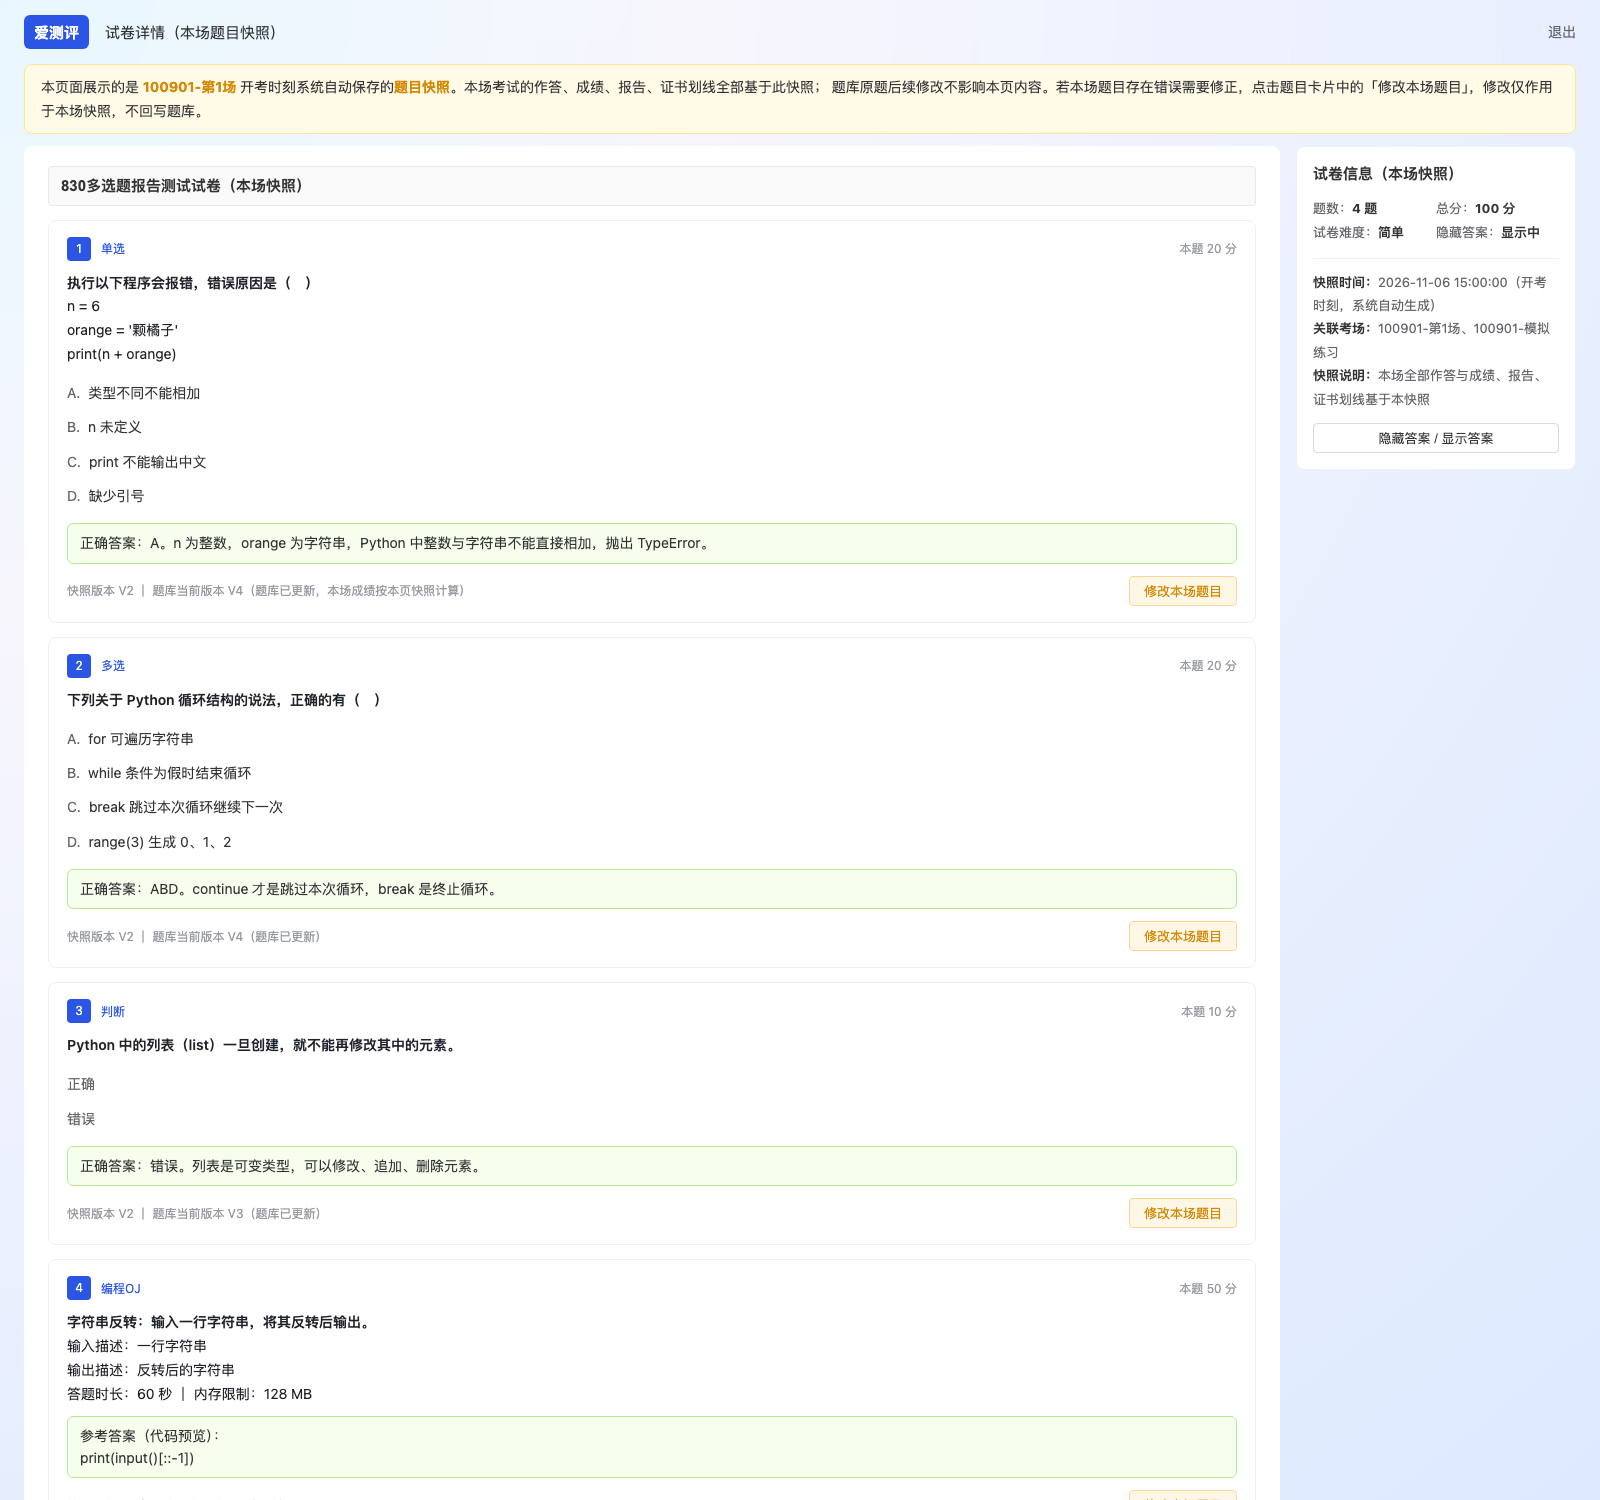 爱测评 试卷详情（本场题目快照） 退出
本页面展示的是 100901-第1场 开考时刻系统自动保存的题目快照。本场考试的作答、成绩、报告、证书划线全部基于此快照； 题库原题后续修改不影响本页内容。若本场题目存在错误需要修正，点击题目卡片中的「修改本场题目」，修改仅作用
于本场快照，不回写题库。
830多选题报告测试试卷（本场快照）
1 单选 本题 20 分
执行以下程序会报错，错误原因是（　）
n = 6
orange = '颗橘子'
print(n + orange)
A. 类型不同不能相加
B. n 未定义
C. print 不能输出中文
D. 缺少引号
正确答案：A。n 为整数，orange 为字符串，Python 中整数与字符串不能直接相加，抛出 TypeError。
快照版本 V2 ｜ 题库当前版本 V4（题库已更新，本场成绩按本页快照计算） 修改本场题目
2 多选 本题 20 分
下列关于 Python 循环结构的说法，正确的有（　）
A. for 可遍历字符串
B. while 条件为假时结束循环
C. break 跳过本次循环继续下一次
D. range(3) 生成 0、1、2
正确答案：ABD。continue 才是跳过本次循环，break 是终止循环。
快照版本 V2 ｜ 题库当前版本 V4（题库已更新） 修改本场题目
3 判断 本题 10 分
Python 中的列表（list）一旦创建，就不能再修改其中的元素。
正确
错误
正确答案：错误。列表是可变类型，可以修改、追加、删除元素。
快照版本 V2 ｜ 题库当前版本 V3（题库已更新） 修改本场题目
4 编程OJ 本题 50 分
字符串反转：输入一行字符串，将其反转后输出。
输入描述：一行字符串
输出描述：反转后的字符串
答题时长：60 秒 ｜ 内存限制：128 MB
参考答案（代码预览）：
print(input()[::-1])
试卷信息（本场快照）
题数：4 题 总分：100 分
试卷难度：简单 隐藏答案：显示中
快照时间：2026-11-06 15:00:00（开考
时刻，系统自动生成）
关联考场：100901-第1场、100901-模拟
练习
快照说明：本场全部作答与成绩、报告、
证书划线基于本快照
隐藏答案 / 显示答案